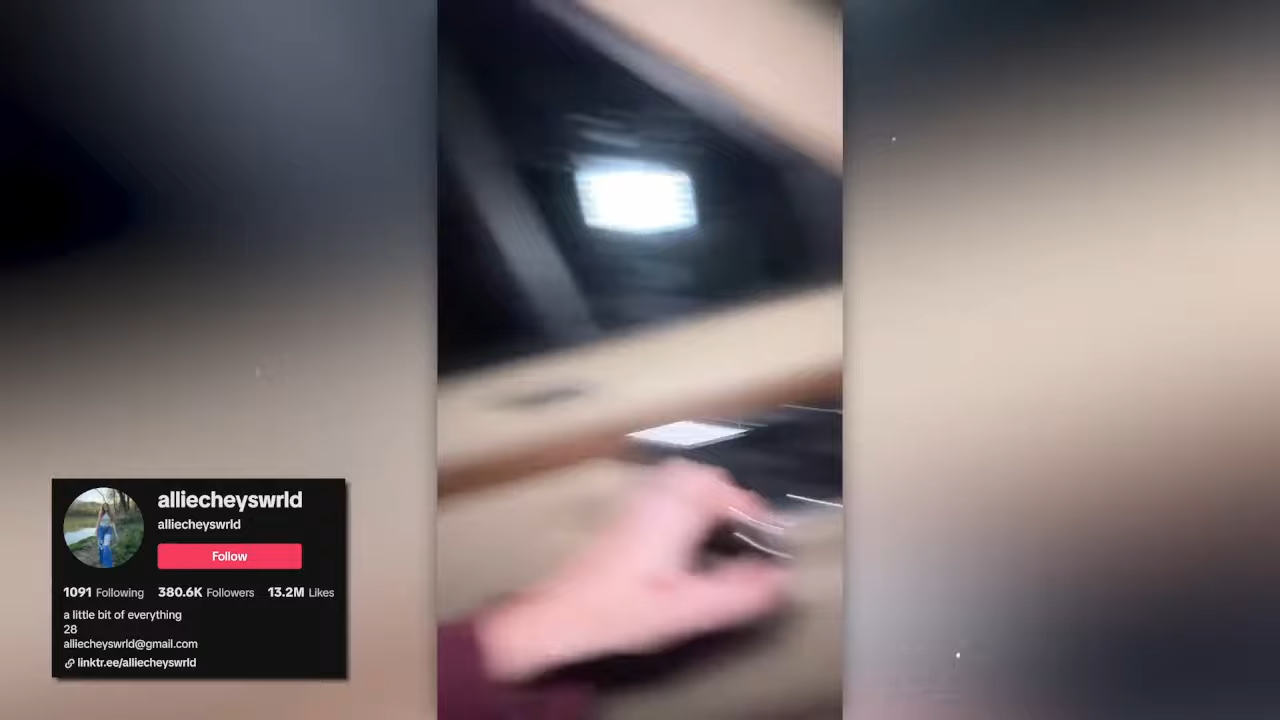 alliecheyswrld
alliecheyswrld
Follow
1091 Following 380.6K Followers 13.2M Likes
a little bit of everything
28
alliecheyswrld@gmail.com
linktr.ee/alliecheyswrld